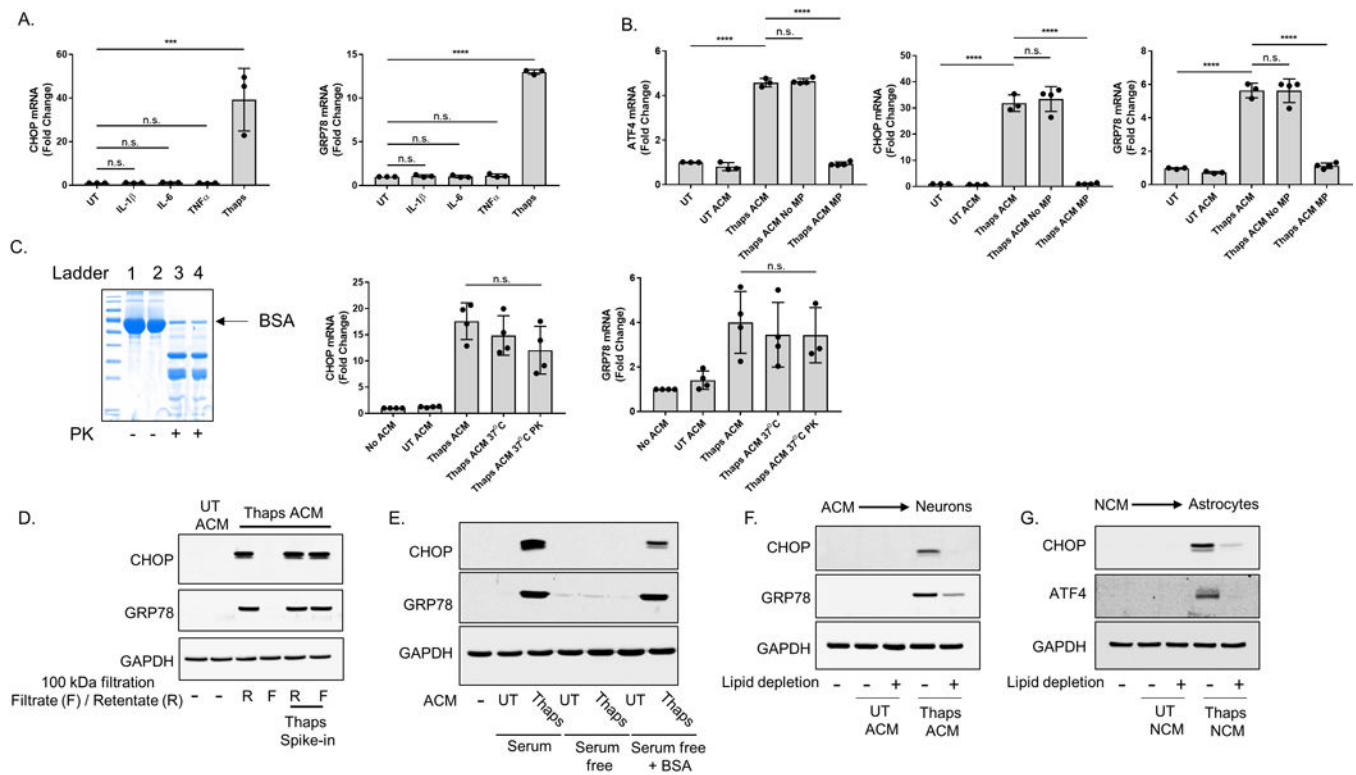 A.
CHOP mRNA
(Fold Change)
60
40
20
0
***
n.s.
n.s.
n.s.
UT
IL-1β
IL-6
TNFα
Thaps
GRP78 mRNA
(Fold Change)
15
10
5
0
****
n.s.
n.s.
n.s.
UT
IL-1β
IL-6
TNFα
Thaps
B.
ATF4 mRNA
(Fold Change)
6
4
2
0
****
****
n.s.
UT
UT ACM
Thaps ACM
Thaps ACM No MP
Thaps ACM MP
CHOP mRNA
(Fold Change)
50
40
30
20
10
0
****
****
n.s.
UT
UT ACM
Thaps ACM
Thaps ACM No MP
Thaps ACM MP
GRP78 mRNA
(Fold Change)
8
6
4
2
0
****
****
n.s.
UT
UT ACM
Thaps ACM
Thaps ACM No MP
Thaps ACM MP
C.
Ladder 1 2 3 4
BSA
PK - - + +
CHOP mRNA
(Fold Change)
25
20
15
10
5
0
n.s.
No ACM
UT ACM
Thaps ACM
Thaps ACM 37°C
Thaps ACM 37°C PK
GRP78 mRNA
(Fold Change)
6
4
2
0
n.s.
No ACM
UT ACM
Thaps ACM
Thaps ACM 37°C
Thaps ACM 37°C PK
D.
UT
ACM
Thaps ACM
CHOP
GRP78
GAPDH
100 kDa filtration
Filtrate (F) / Retentate (R) - - R F R F
Thaps
Spike-in
E.
CHOP
GRP78
GAPDH
ACM - UT Thaps UT Thaps UT Thaps
Serum
Serum
free
Serum free
+ BSA
F.
ACM Neurons
CHOP
GRP78
GAPDH
Lipid depletion - - + - +
UT
ACM
Thaps
ACM
G.
NCM Astrocytes
CHOP
ATF4
GAPDH
Lipid depletion - - + - +
UT
NCM
Thaps
NCM